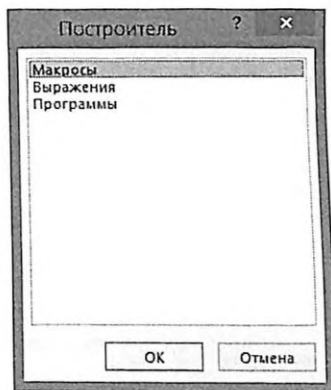 Построитель ? ×
Макросы
Выражения
Программы
ОК Отмена